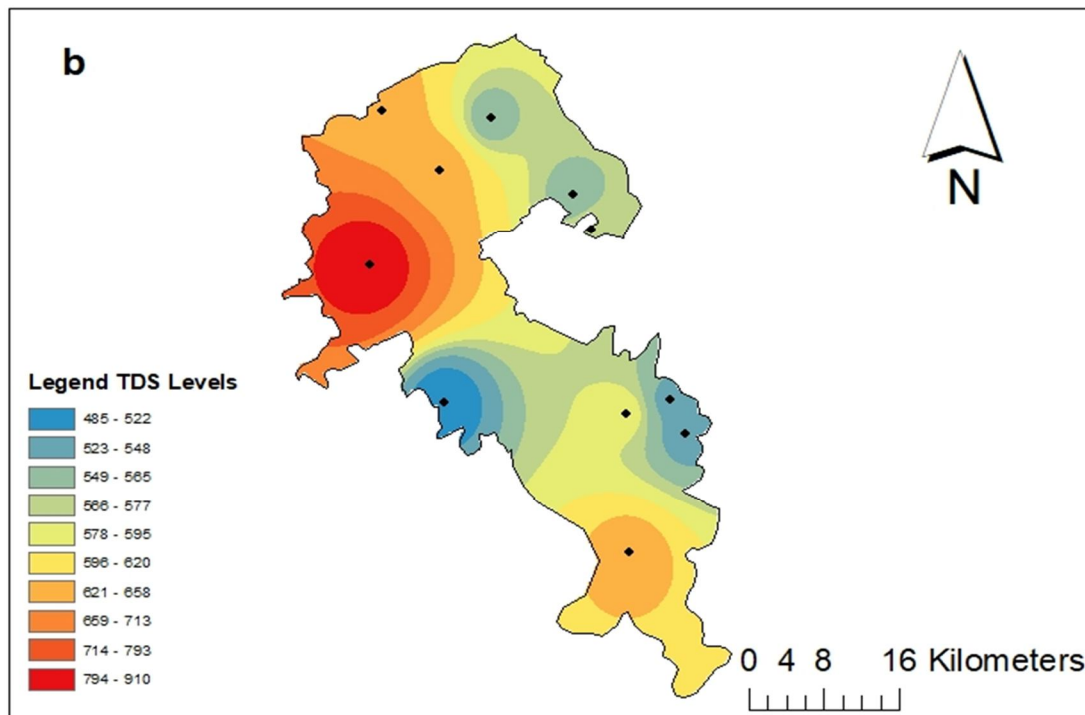 b
N
Legend TDS Levels
485 - 522
523 - 548
549 - 565
566 - 577
578 - 595
596 - 620
621 - 658
659 - 713
714 - 793
794 - 910
0 4 8 16 Kilometers